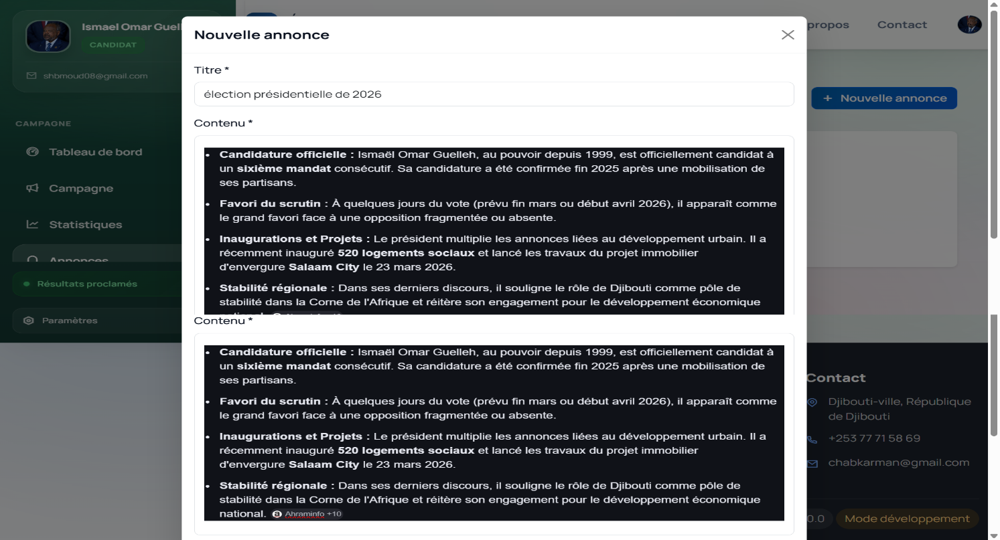 Ismael Omar Guell
CANDIDAT
shbmoud08@gmail.com
CAMPAGNE
Tableau de bord
Campagne
Statistiques
Annonces
Résultats proclamés
Paramètres
propos
Contact
+ Nouvelle annonce
Nouvelle annonce
Titre *
élection présidentielle de 2026
Contenu *
• Candidature officielle : Ismaël Omar Guelleh, au pouvoir depuis 1999, est officiellement candidat à
un sixième mandat consécutif. Sa candidature a été confirmée fin 2025 après une mobilisation de
ses partisans.
• Favori du scrutin : À quelques jours du vote (prévu fin mars ou début avril 2026), il apparaît comme
le grand favori face à une opposition fragmentée ou absente.
• Inaugurations et Projets : Le président multiplie les annonces liées au développement urbain. Il a
récemment inauguré 520 logements sociaux et lancé les travaux du projet immobilier
d'envergure Salaam City le 23 mars 2026.
• Stabilité régionale : Dans ses derniers discours, il souligne le rôle de Djibouti comme pôle de
stabilité dans la Corne de l'Afrique et réitère son engagement pour le développement économique
Contenu *
• Candidature officielle : Ismaël Omar Guelleh, au pouvoir depuis 1999, est officiellement candidat à
un sixième mandat consécutif. Sa candidature a été confirmée fin 2025 après une mobilisation de
ses partisans.
• Favori du scrutin : À quelques jours du vote (prévu fin mars ou début avril 2026), il apparaît comme
le grand favori face à une opposition fragmentée ou absente.
• Inaugurations et Projets : Le président multiplie les annonces liées au développement urbain. Il a
récemment inauguré 520 logements sociaux et lancé les travaux du projet immobilier
d'envergure Salaam City le 23 mars 2026.
• Stabilité régionale : Dans ses derniers discours, il souligne le rôle de Djibouti comme pôle de
stabilité dans la Corne de l'Afrique et réitère son engagement pour le développement économique
national. Ahraminfo +10
Contact
Djibouti-ville, République
de Djibouti
+253 77 71 58 69
chabkarman@gmail.com
0.0
Mode développement